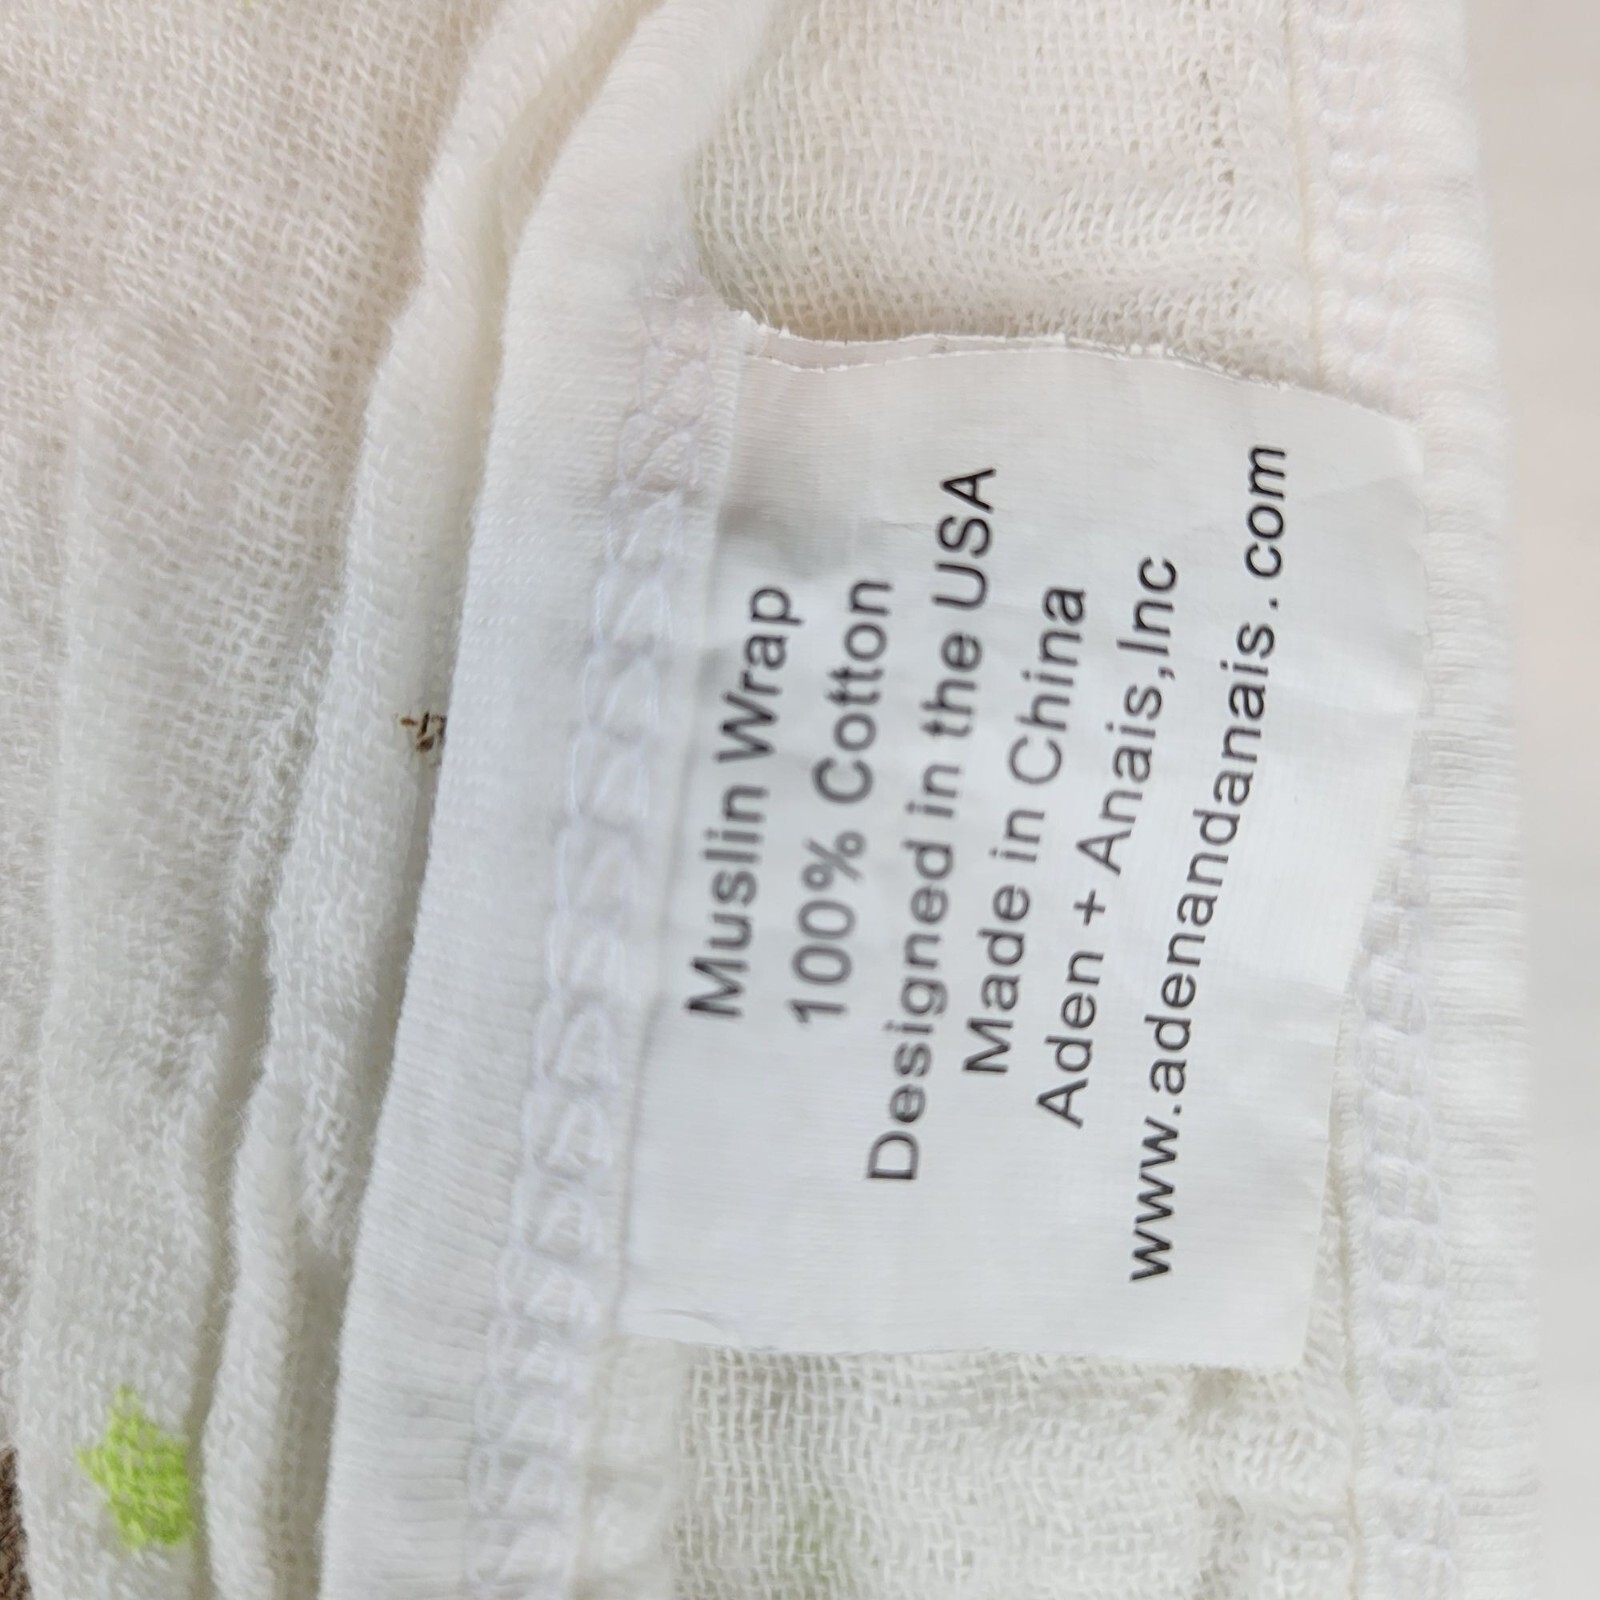 Muslin Wrap
100% Cotton
Designed in the USA
Made in China
Aden + Anais,Inc
www.adenandanais.com